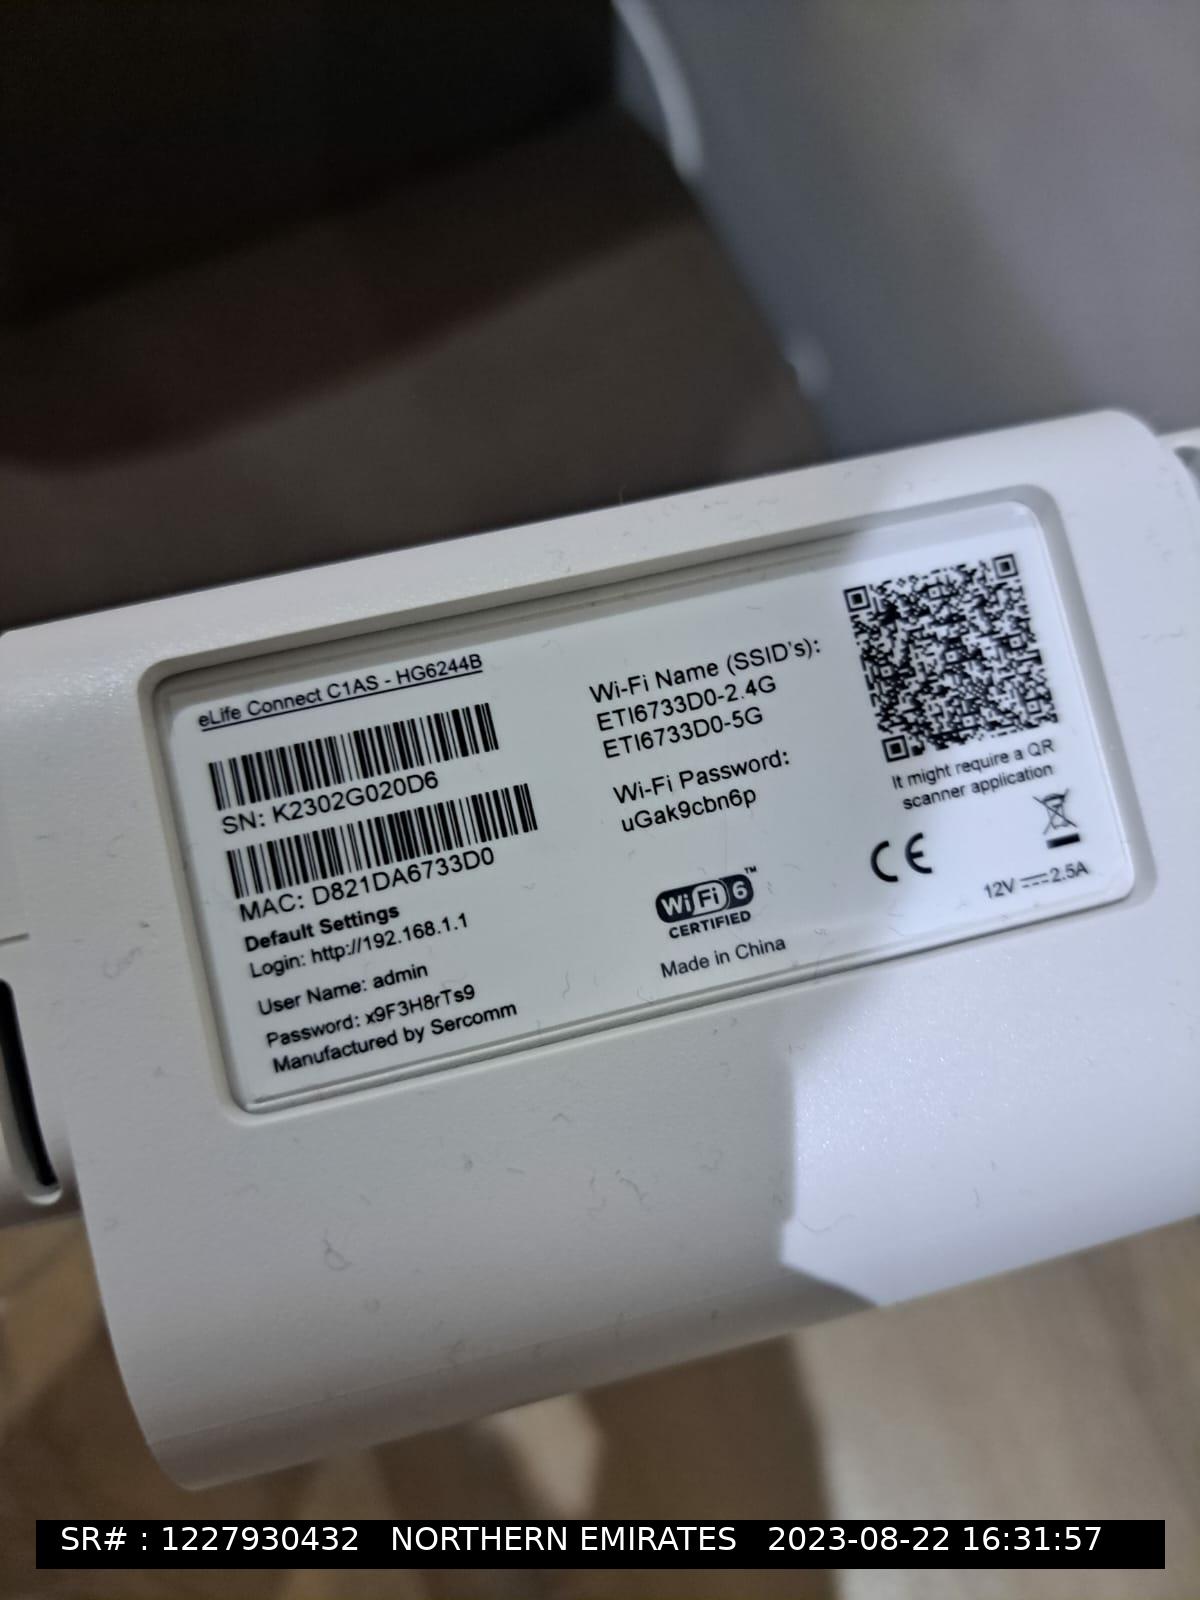 eLife Connect C1AS - HG6244B
SN: K2302G020D6
MAC: D821DA6733D0
Default Settings
Login: http://192.168.1.1
User Name: admin
Password: x9F3H8rTs9
Manufactured by Sercomm
Wi-Fi Name (SSID's):
ETI6733D0-2.4G
ETI6733D0-5G
Wi-Fi Password:
uGak9cbn6p
Wi Fi 6 ™
CERTIFIED
Made in China
It might require a QR
scanner application
CE
12V ⎓ 2.5A
SR# : 1227930432 NORTHERN EMIRATES 2023-08-22 16:31:57